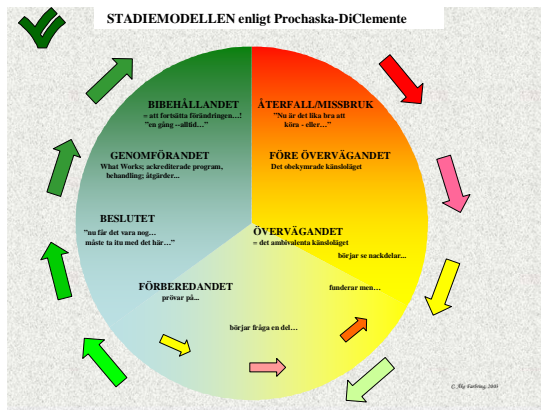 STADIEMODELLEN enligt Prochaska-DiClemente
BIBEHÅLLANDET
= att fortsätta förändringen...!
"en gång --alltid…"
ÅTERFALL/MISSBRUK
"Nu är det lika bra att
köra - eller…"
GENOMFÖRANDET
What Works; ackrediterade program,
behandling; åtgärder...
FÖRE ÖVERVÄGANDET
Det obekymrade känsloläget
BESLUTET
"nu får det vara nog…
måste ta itu med det här…"
ÖVERVÄGANDET
= det ambivalenta känsloläget
börjar se nackdelar...
FÖRBEREDANDET
prövar på...
funderar men…
börjar fråga en del…
© Åke Farbring, 2005